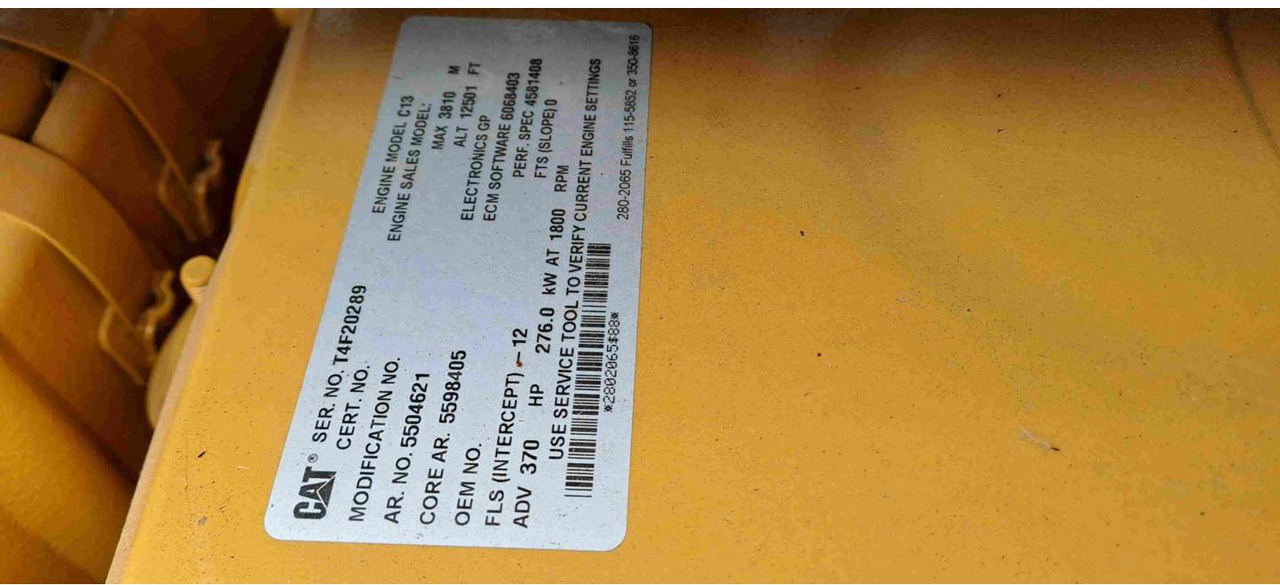 CAT® SER. NO. T4F20289 ENGINE MODEL C13
CERT. NO. ENGINE SALES MODEL:
MODIFICATION NO. MAX 3810 M
AR. NO. 5504621 ALT 12501 FT
CORE AR. 5598405 ELECTRONICS GP
OEM NO. ECM SOFTWARE 6068403
FLS (INTERCEPT) -12 PERF. SPEC 4581408
ADV 370 HP 276.0 kW AT 1800 RPM FTS (SLOPE) 0
USE SERVICE TOOL TO VERIFY CURRENT ENGINE SETTINGS
*2802065$88*
280-2065 Fulfills 115-5852 or 350-8616